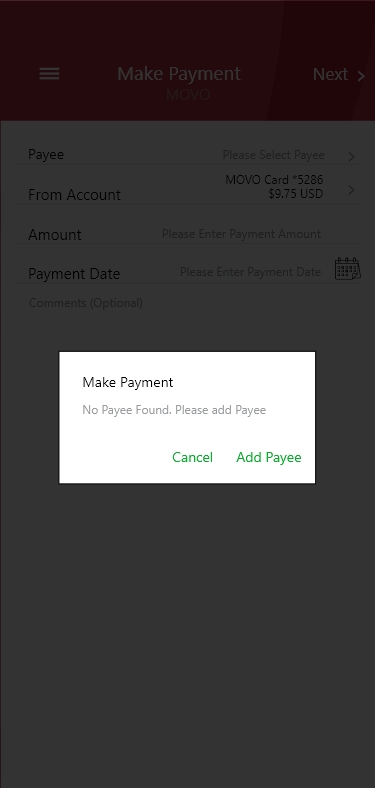 Make Payment
Next
MOVO
Payee
Please Select Payee
MOVO Card *5286
From Account
$9.75 USD
Amount
Please Enter Payment Amount
Payment Date
Please Enter Payment Date
Comments (Optional)
Make Payment
No Payee Found. Please add Payee
Cancel
Add Payee